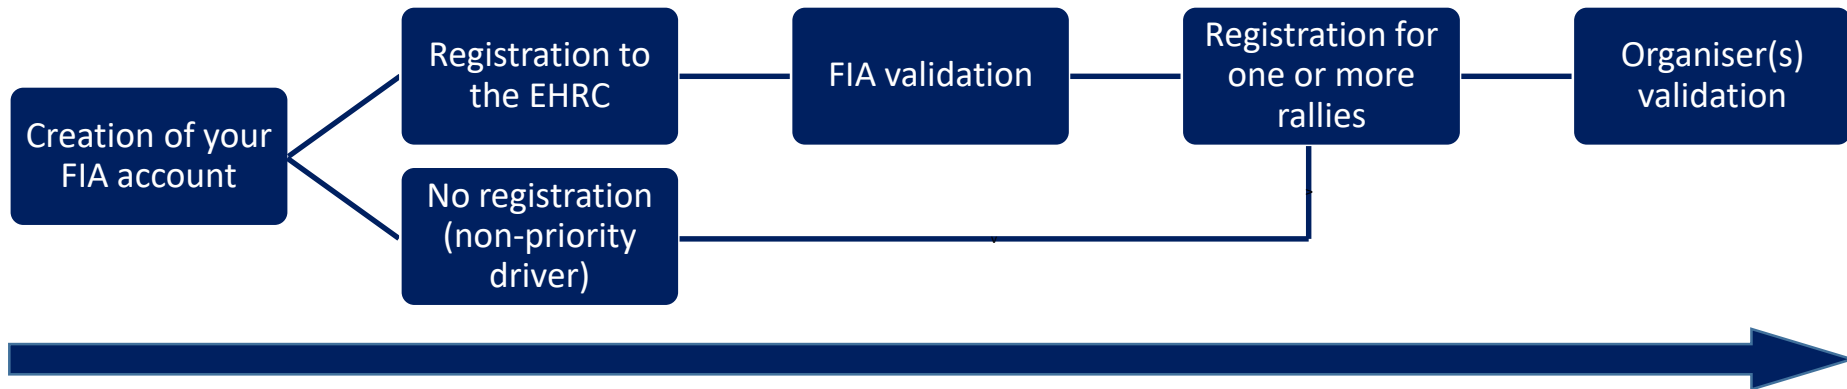 Creation of your
FIA account
Registration to
the EHRC
No registration
(non-priority
driver)
FIA validation
Registration for
one or more
rallies
Organiser(s)
validation